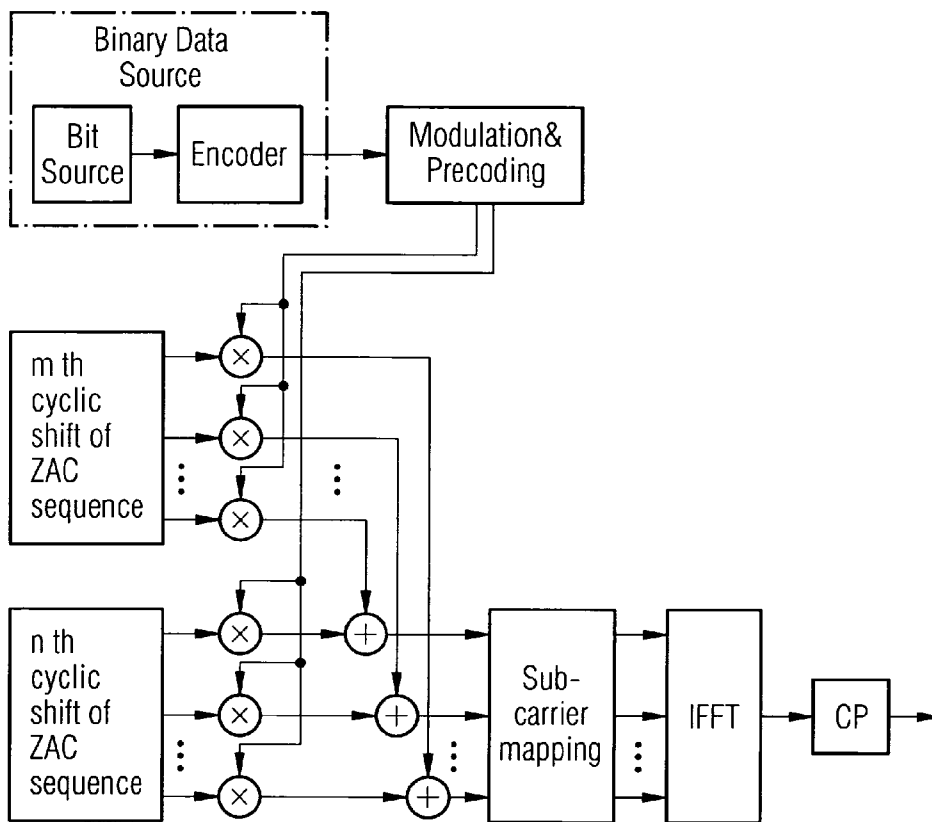 Binary Data
Source
Bit
Source
Encoder
Modulation&
Precoding
m th
cyclic
shift of
ZAC
sequence
n th
cyclic
shift of
ZAC
sequence
Sub-
carrier
mapping
IFFT
CP